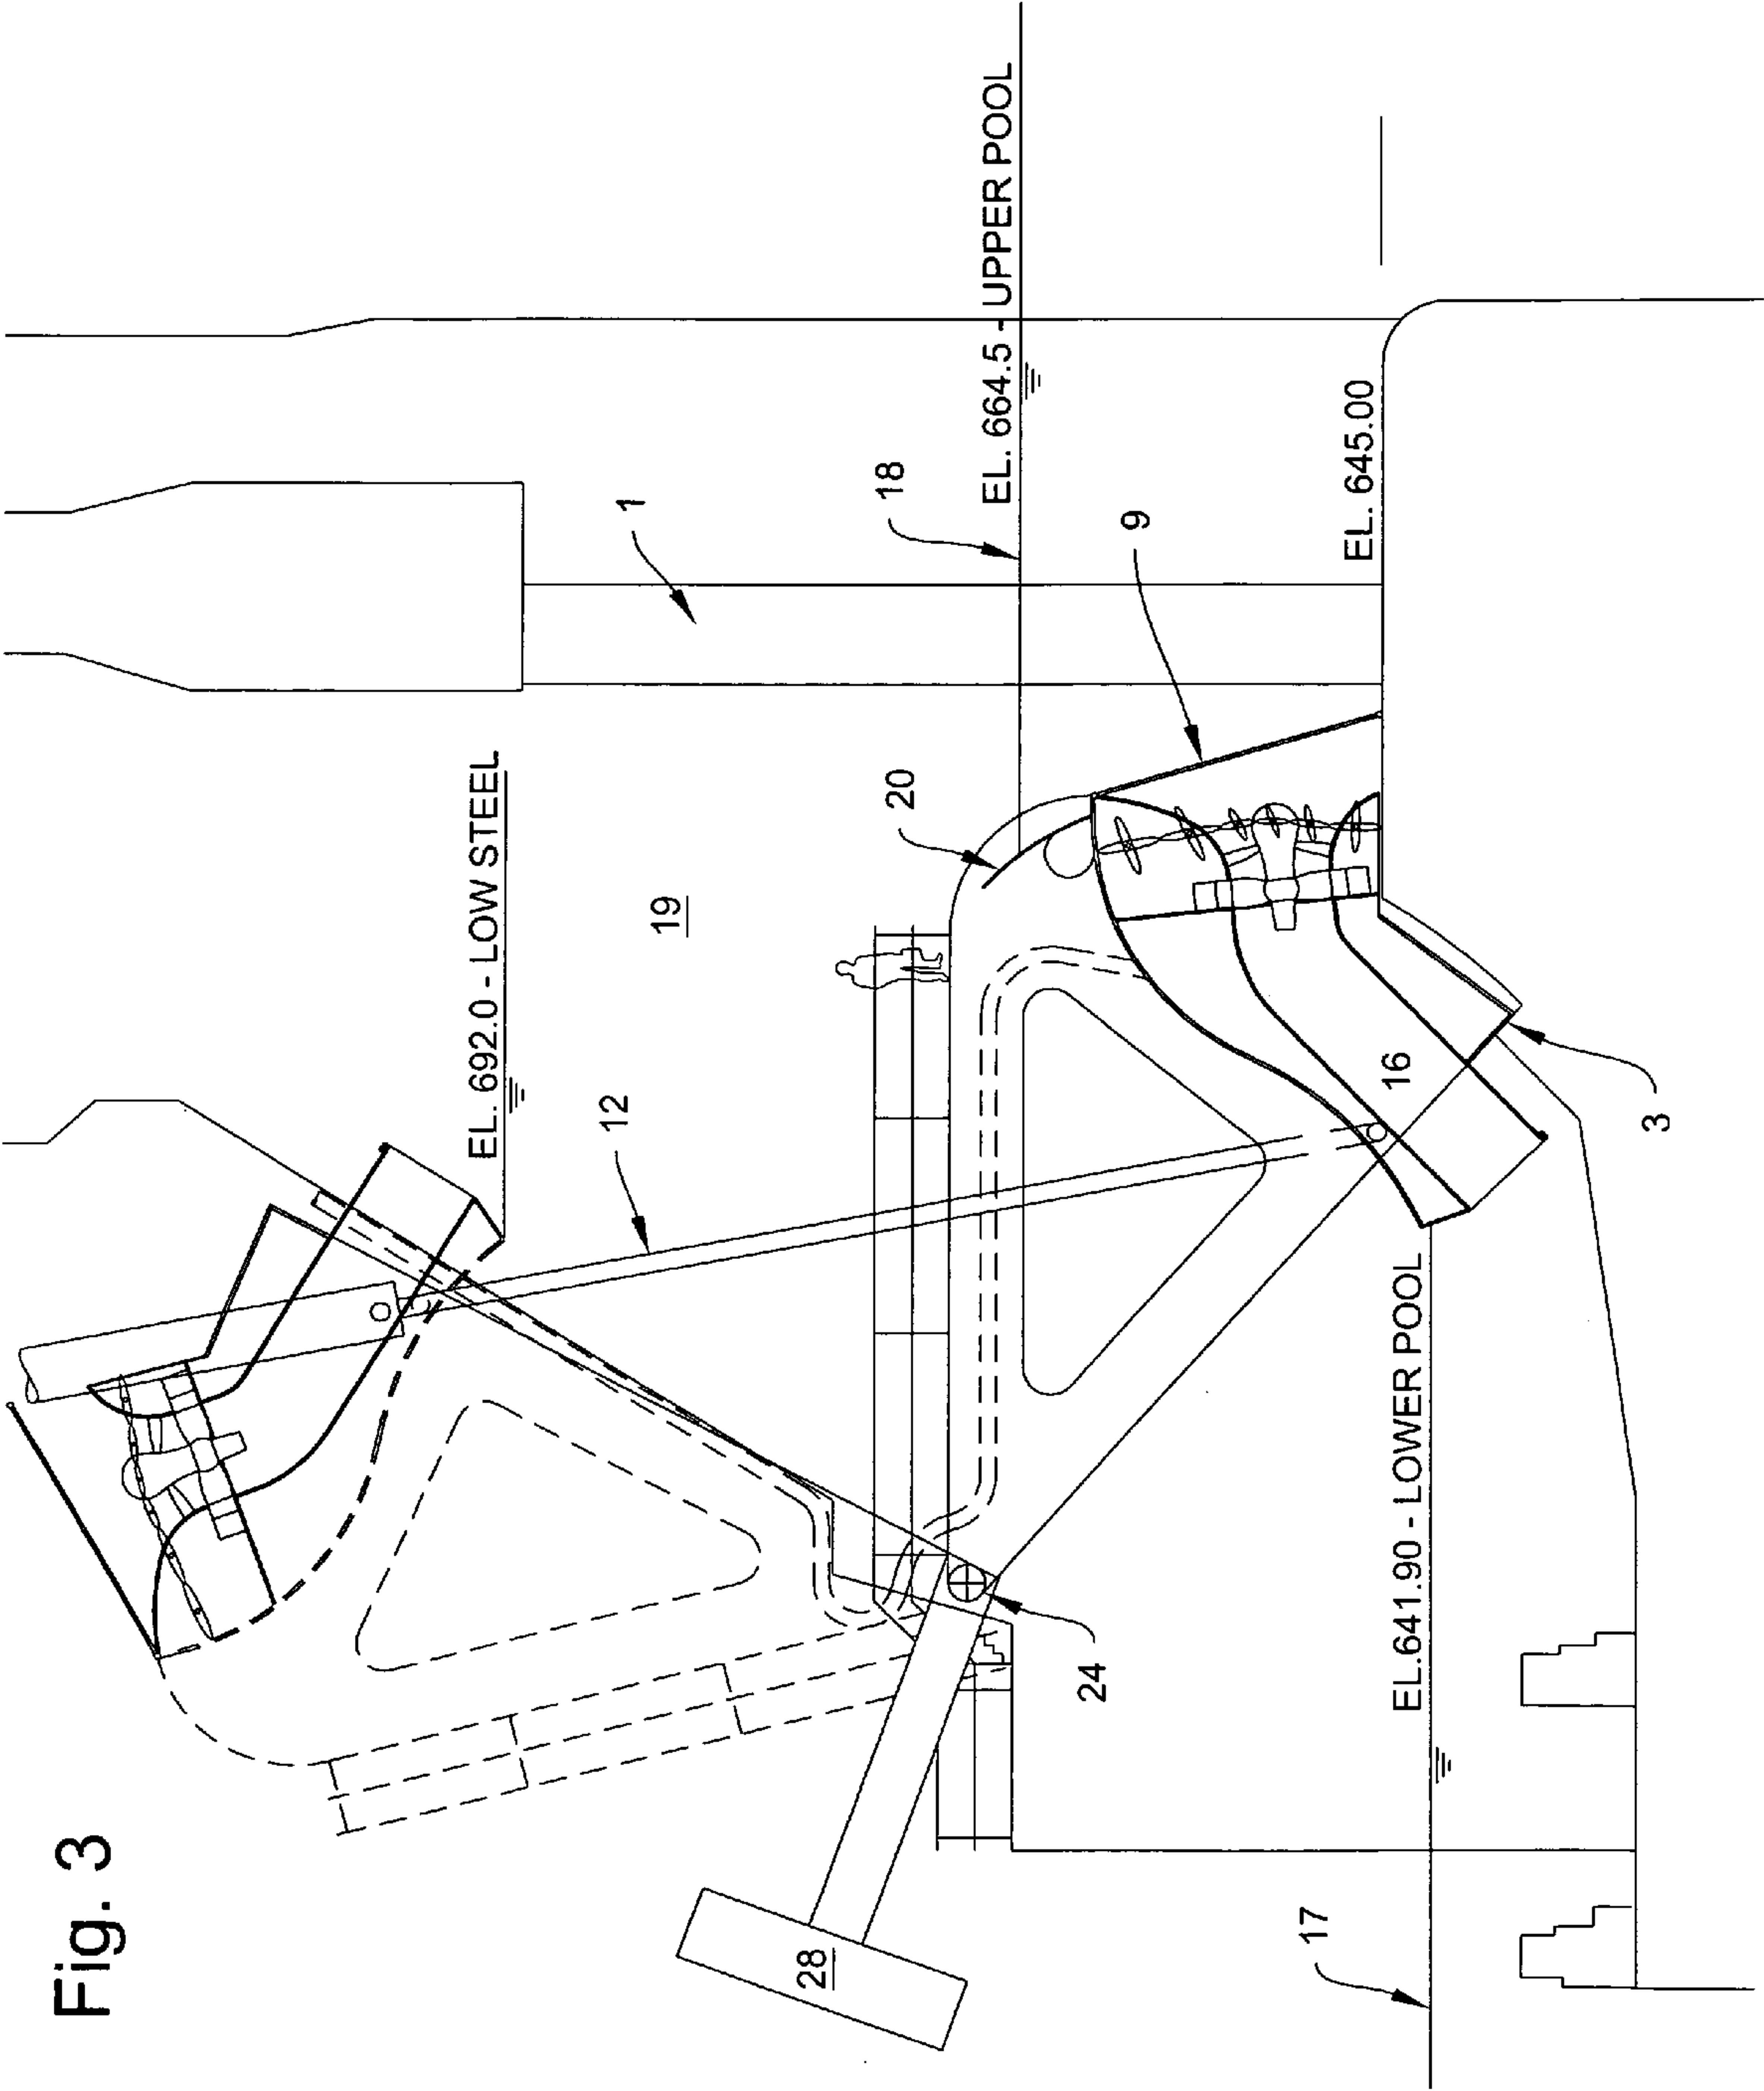 Fig. 3
EL. 692.0 - LOW STEEL
1
19
12
20
18
EL. 664.5 - UPPER POOL
9
EL. 645.00
28
24
16
3
EL.641.90 - LOWER POOL
17